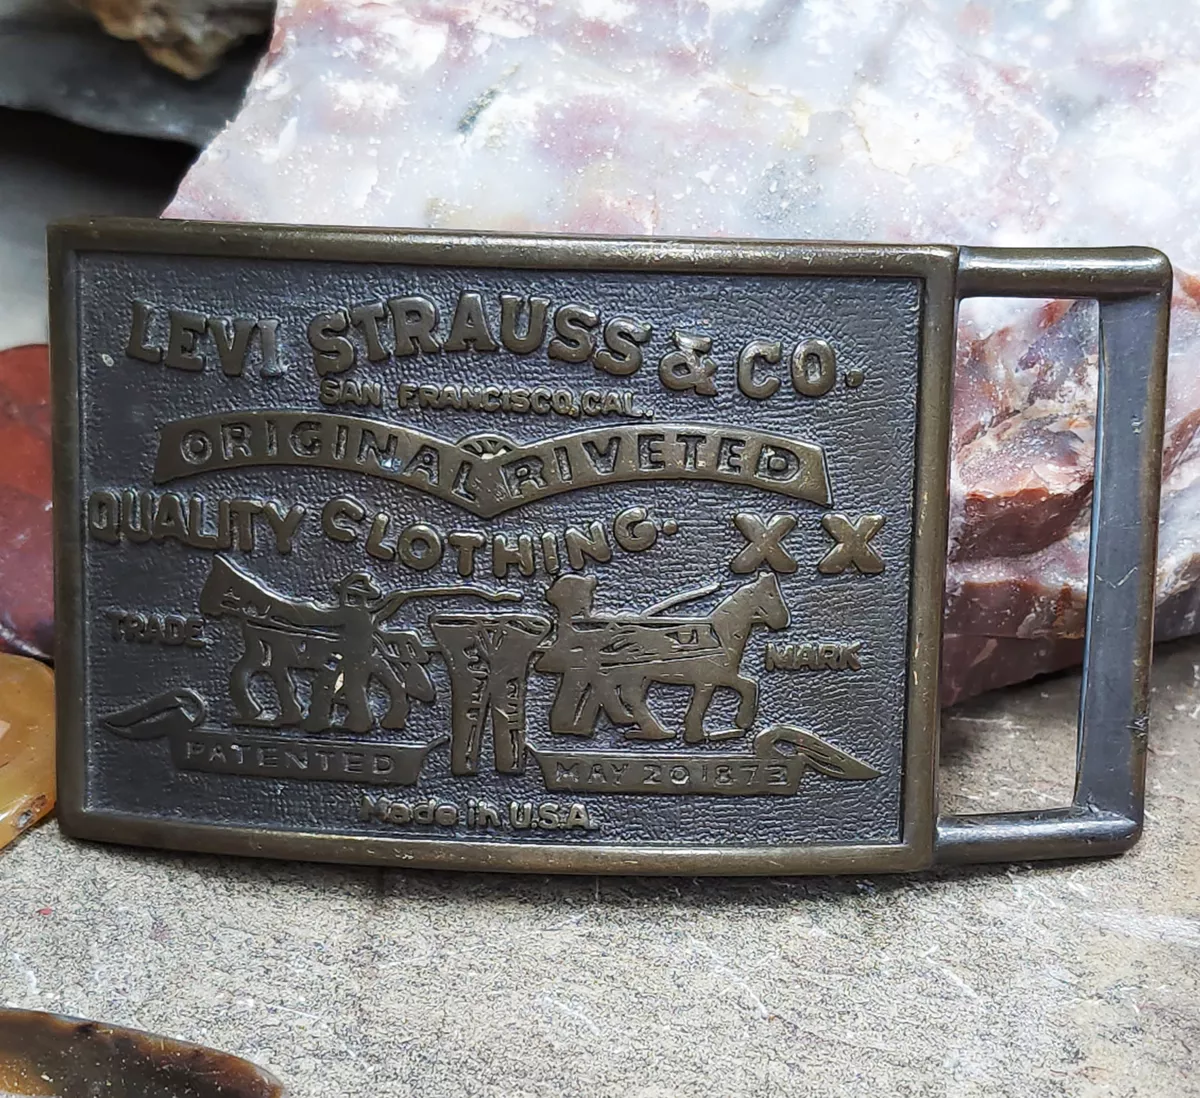 LEVI STRAUSS & CO.
SAN FRANCISCO, CAL.
ORIGINAL RIVETED
QUALITY CLOTHING. XX
TRADE MARK
PATENTED MAY 20 1873
Made in U.S.A.